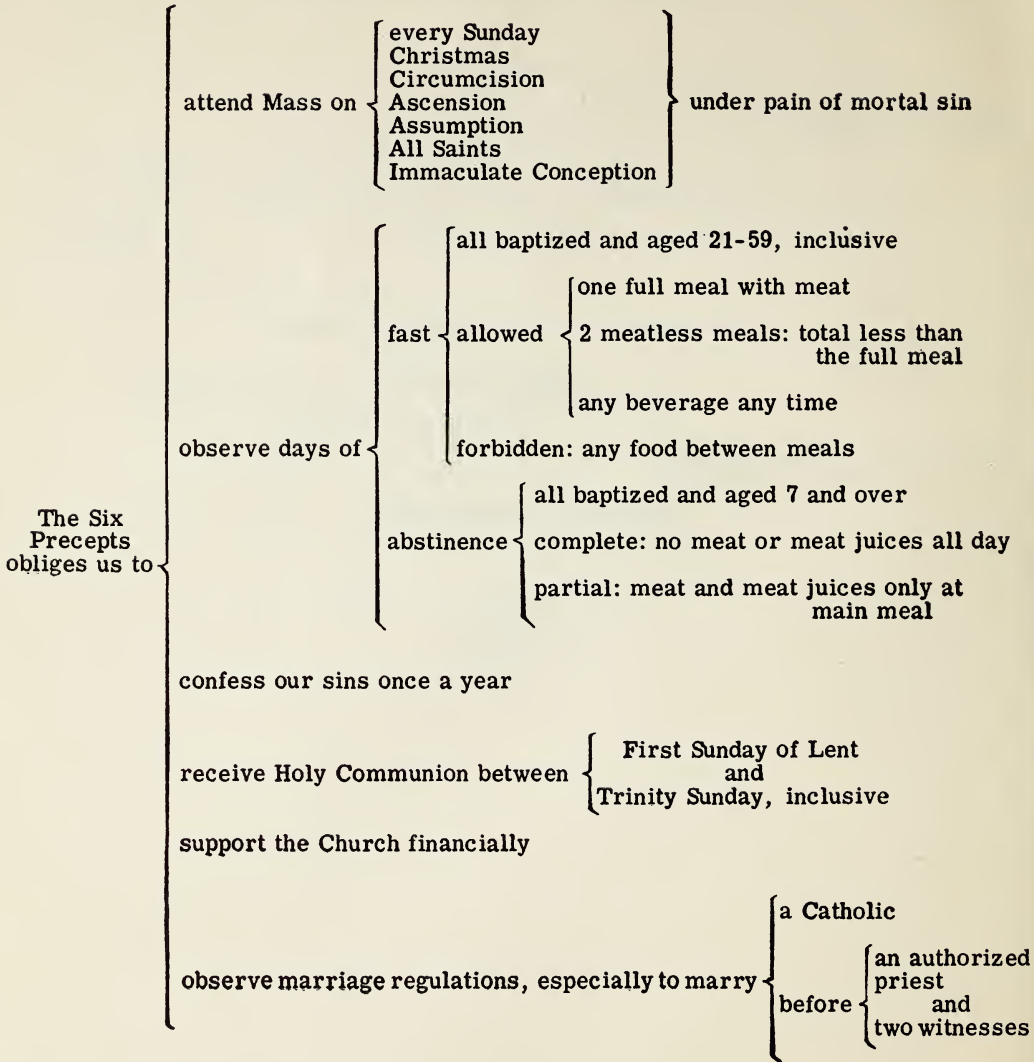 The Six
Precepts
obliges us to
attend Mass on
every Sunday
Christmas
Circumcision
Ascension
Assumption
All Saints
Immaculate Conception
under pain of mortal sin
observe days of
fast
all baptized and aged 21-59, inclusive
allowed
one full meal with meat
2 meatless meals: total less than
the full meal
any beverage any time
forbidden: any food between meals
abstinence
all baptized and aged 7 and over
complete: no meat or meat juices all day
partial: meat and meat juices only at
main meal
confess our sins once a year
receive Holy Communion between
First Sunday of Lent
and
Trinity Sunday, inclusive
support the Church financially
observe marriage regulations, especially to marry
a Catholic
before
an authorized
priest
and
two witnesses